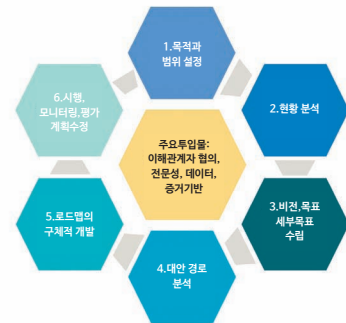 1.목적과
범위 설정
2.현황 분석
3.비전,목표
세부목표
수립
4.대안 경로
분석
5.로드맵의
구체적 개발
6.시행,
모니터링,평가
계획수정
주요투입물:
이해관계자 협의,
전문성, 데이터,
증거기반